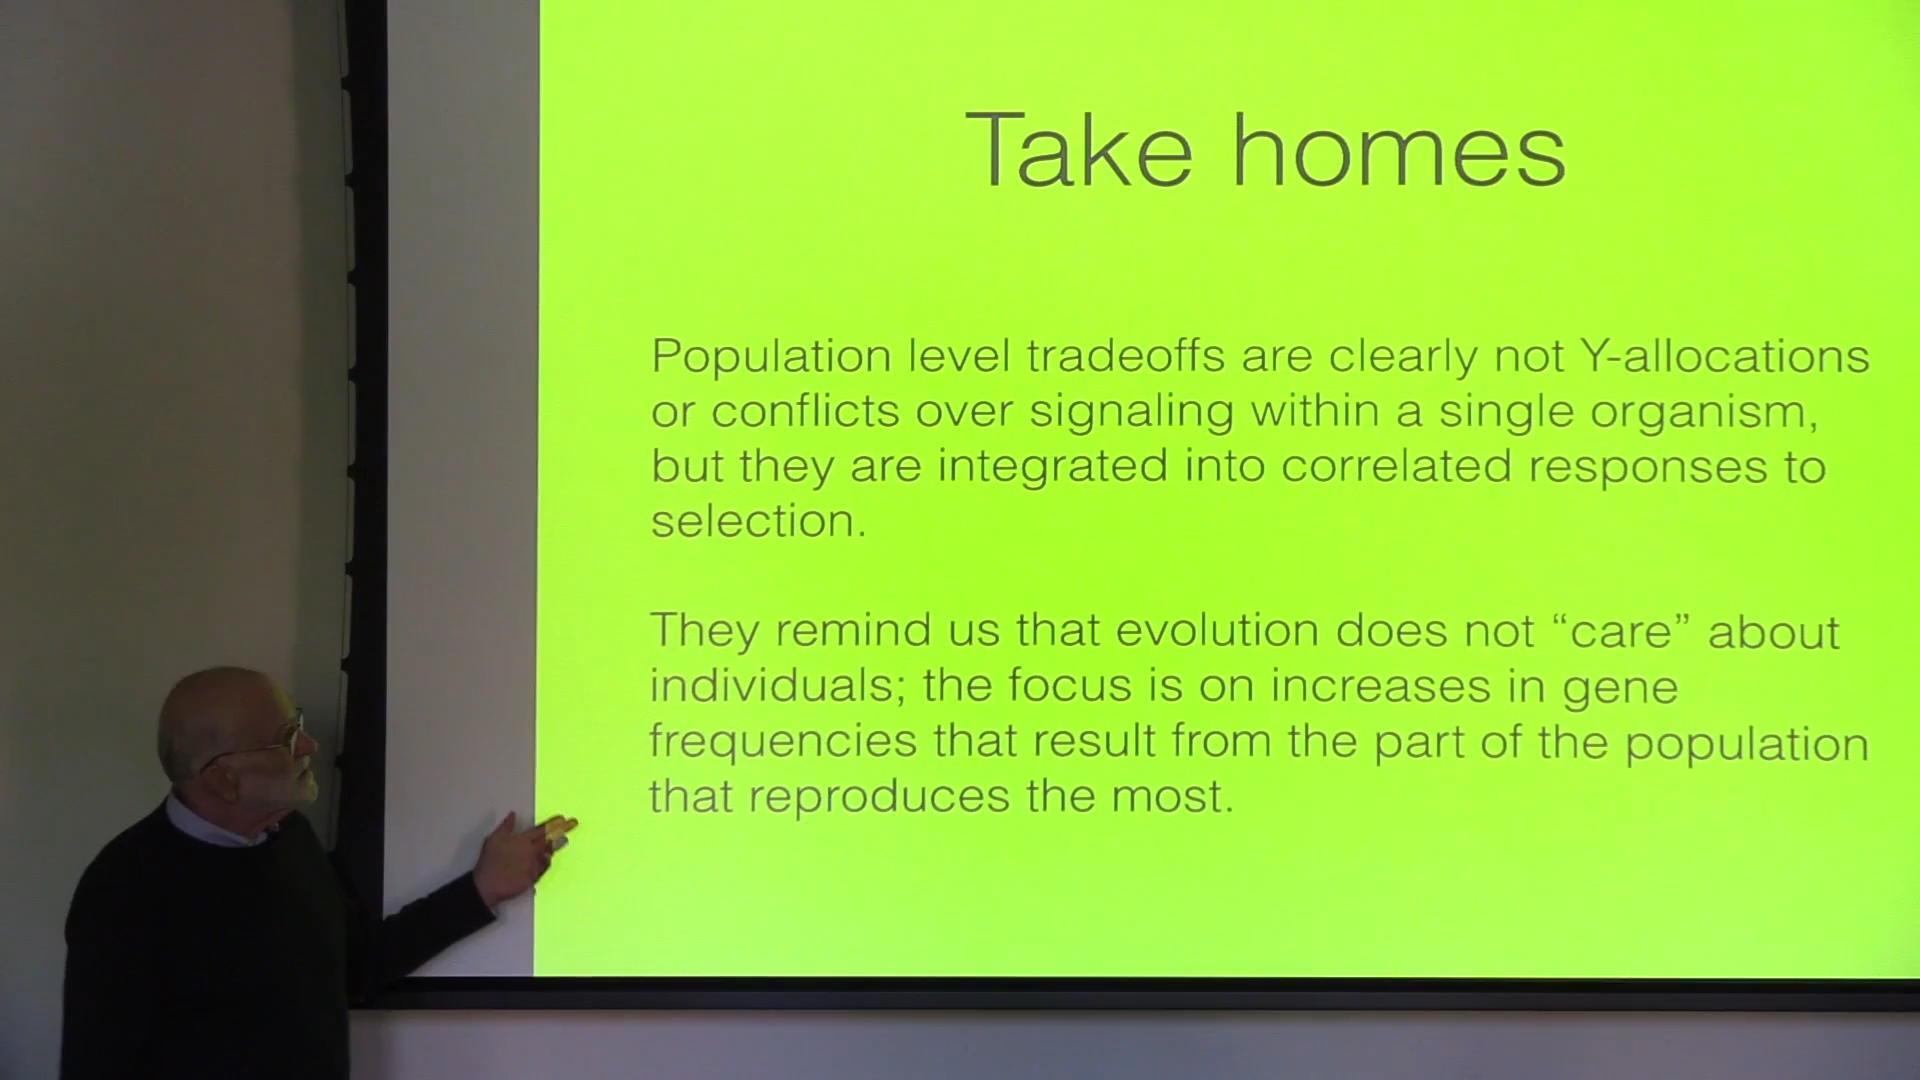 Take homes
Population level tradeoffs are clearly not Y-allocations
or conflicts over signaling within a single organism,
but they are integrated into correlated responses to
selection.
They remind us that evolution does not “care” about
individuals; the focus is on increases in gene
frequencies that result from the part of the population
that reproduces the most.